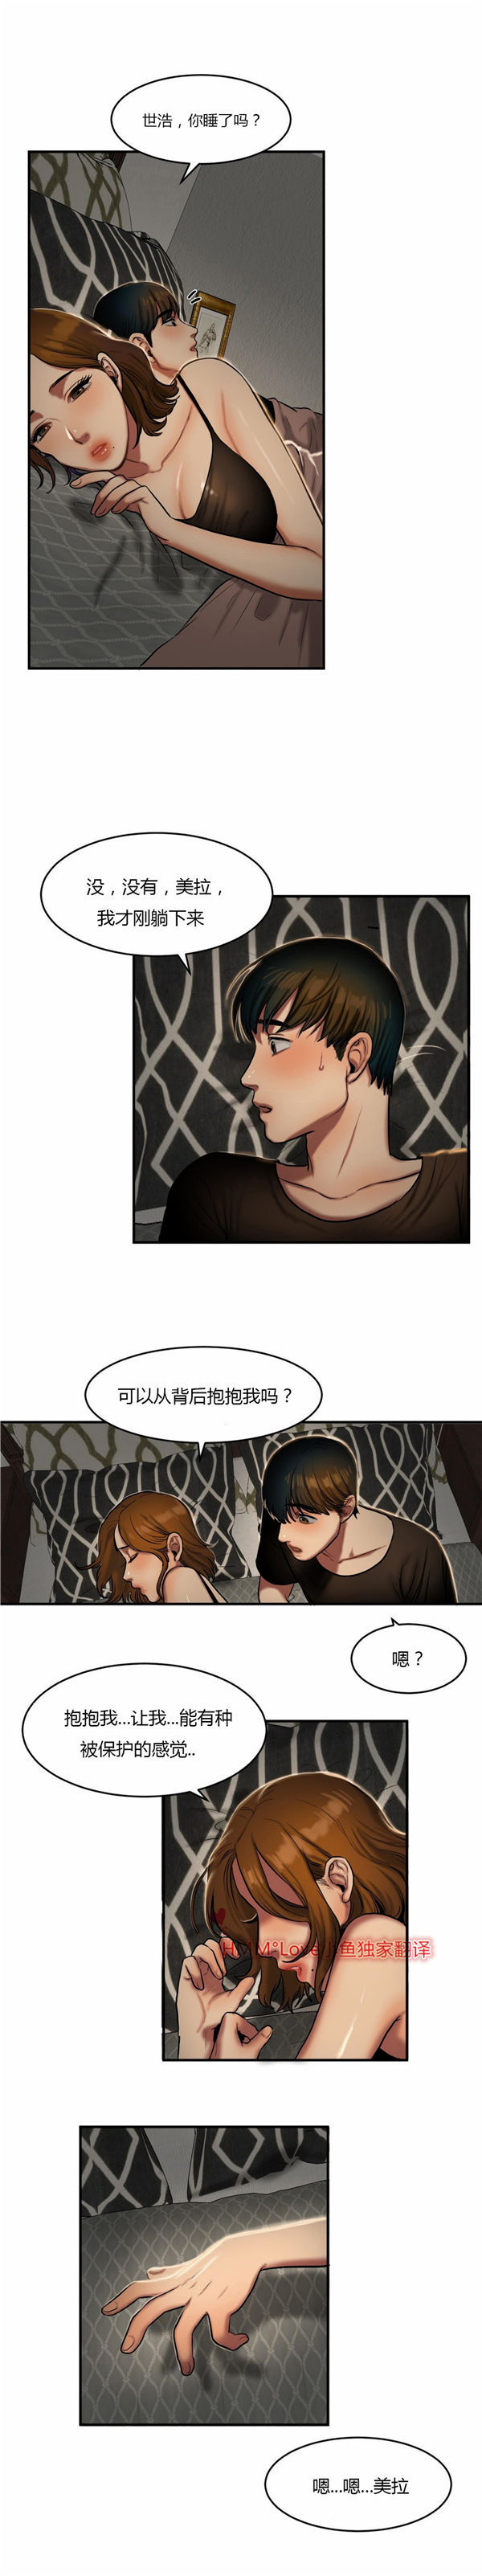 世浩，你睡了吗？
没，没有，美拉，
我才刚躺下来
可以从背后抱抱我吗？
嗯？
抱抱我...让我...能有种
被保护的感觉..
小鱼独家翻译
嗯...嗯...美拉